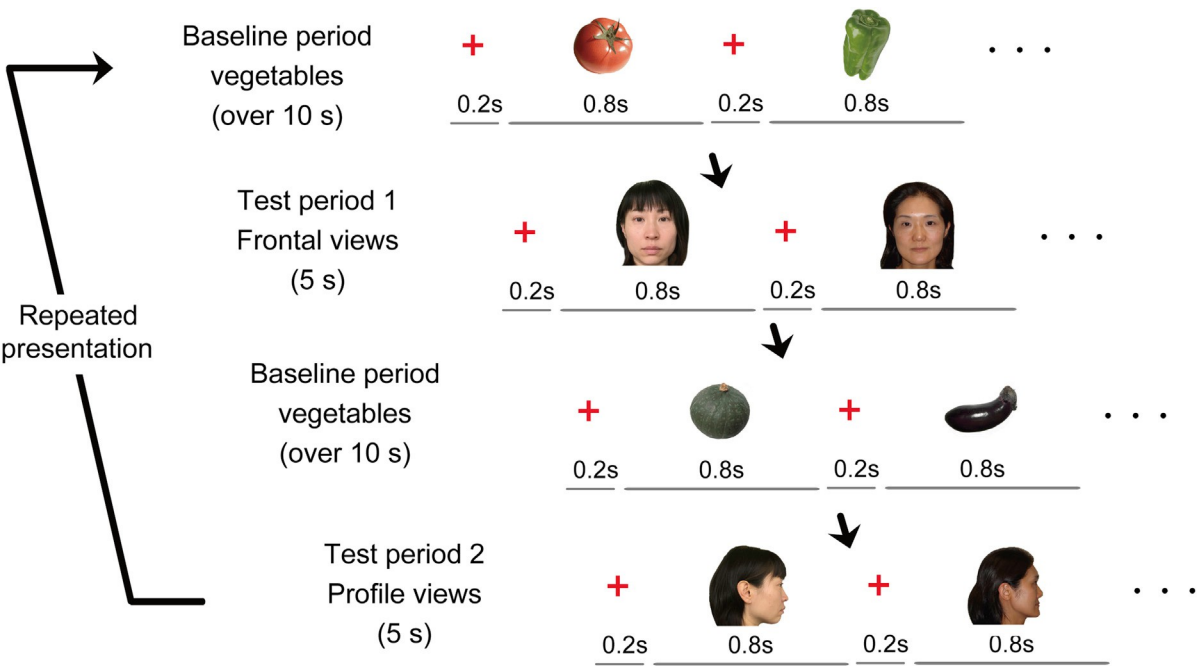 Baseline period
vegetables
(over 10 s)
0.2s 0.8s 0.2s 0.8s
. . .
Test period 1
Frontal views
(5 s)
0.2s 0.8s 0.2s 0.8s
. . .
Repeated
presentation
Baseline period
vegetables
(over 10 s)
0.2s 0.8s 0.2s 0.8s
. . .
Test period 2
Profile views
(5 s)
0.2s 0.8s 0.2s 0.8s
. . .